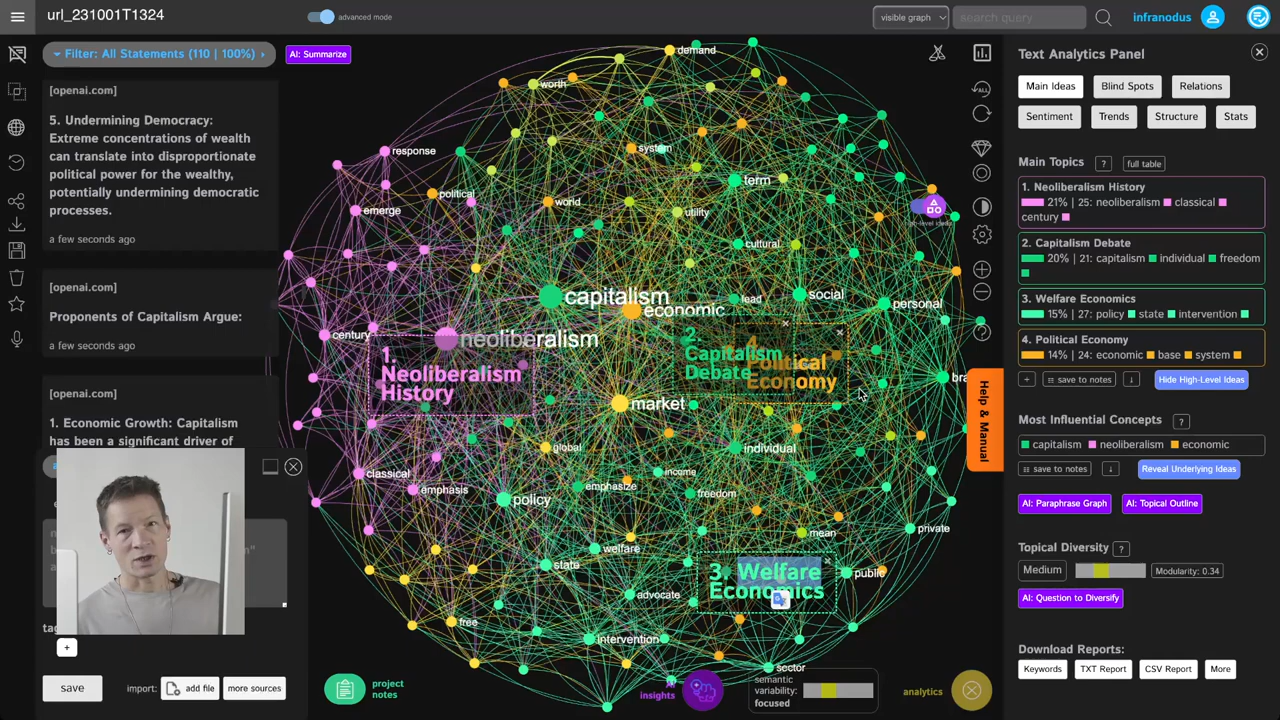 url_231001T1324
advanced mode
visible graph
search query
infranodus
Filter: All Statements (110 | 100%)
AI: Summarize
[openai.com]
5. Undermining Democracy:
Extreme concentrations of wealth
can translate into disproportionate
political power for the wealthy,
potentially undermining democratic
processes.
a few seconds ago
[openai.com]
Proponents of Capitalism Argue:
a few seconds ago
[openai.com]
1. Economic Growth: Capitalism
has been a significant driver of
save
import:
add file
more sources
demand
worth
response
system
term
political
emerge
world
utility
cultural
capitalism
economic
lead
social
personal
century
neoliberalism
1.
Neoliberalism
History
2.
Capitalism
Debate
4.
Political
Economy
market
global
individual
classical
emphasis
income
emphasize
freedom
policy
mean
private
welfare
state
3. Welfare
Economics
public
advocate
free
intervention
sector
project
notes
AI:
insights
semantic
variability:
focused
analytics
ALL
Help & Manual
Text Analytics Panel
Main Ideas
Blind Spots
Relations
Sentiment
Trends
Structure
Stats
Main Topics
?
full table
1. Neoliberalism History
21% | 25: neoliberalism classical
century
2. Capitalism Debate
20% | 21: capitalism individual freedom
3. Welfare Economics
15% | 27: policy state intervention
4. Political Economy
14% | 24: economic base system
+
save to notes
↓
Hide High-Level Ideas
Most Influential Concepts
?
capitalism neoliberalism economic
save to notes
↓
Reveal Underlying Ideas
AI: Paraphrase Graph
AI: Topical Outline
Topical Diversity
?
Medium
Modularity: 0.34
AI: Question to Diversify
Download Reports:
Keywords
TXT Report
CSV Report
More